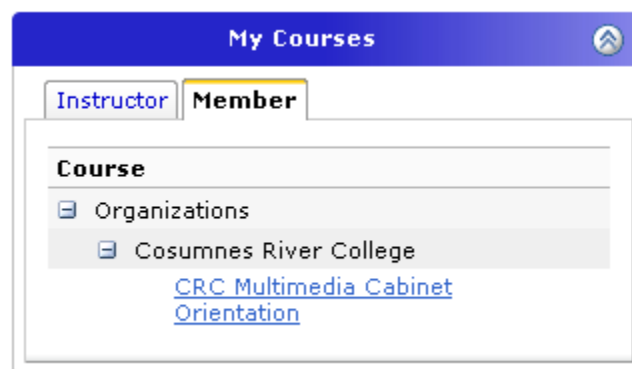 My Courses
Instructor Member
Course
Organizations
Cosumnes River College
CRC Multimedia Cabinet
Orientation